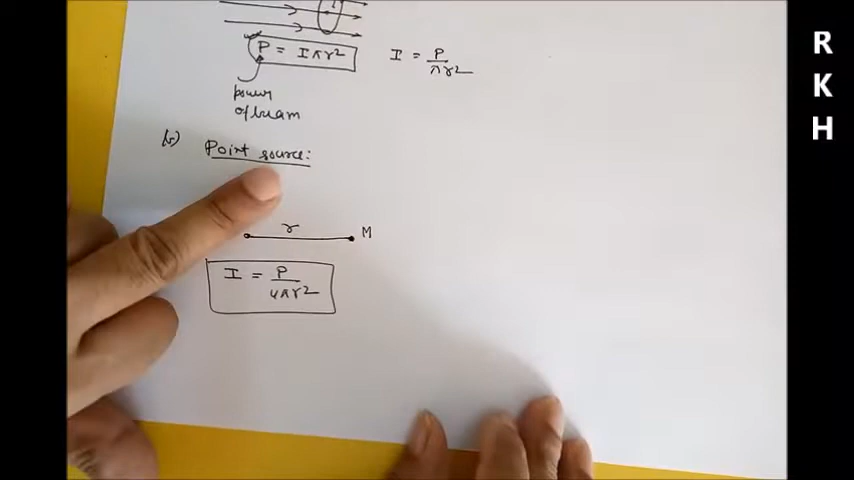 P = Iπr²
I = P/πr²
power
of beam
b) Point source:
r
M
I = P/4πr²
R
K
H